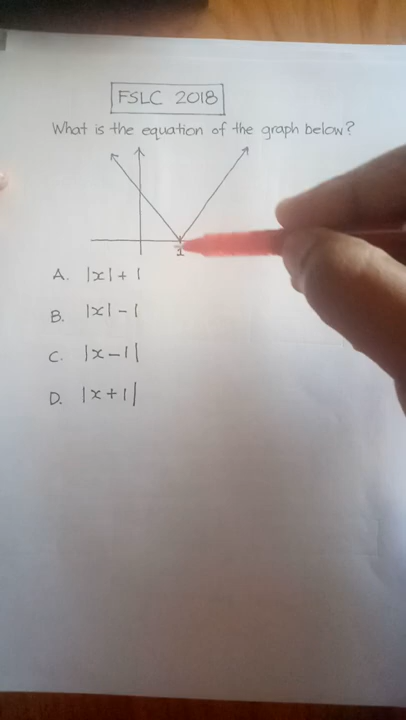 FSLC 2018
What is the equation of the graph below?
1
A. |x| + 1
B. |x| - 1
C. |x - 1|
D. |x + 1|